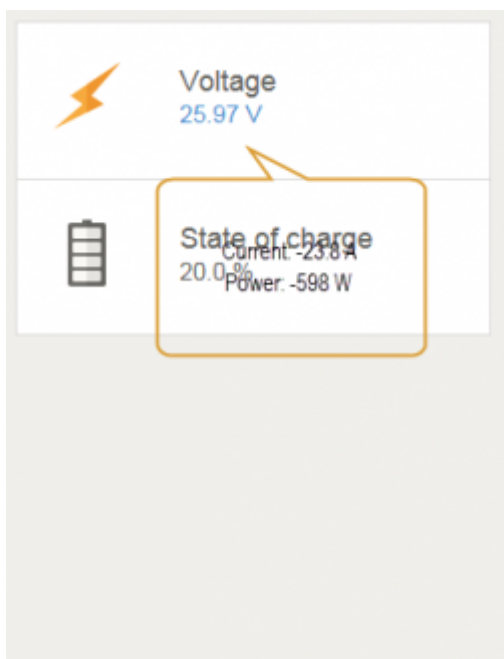 Voltage
25.97 V
State of charge
20.0 %
Current: -23.8 A
Power: -598 W